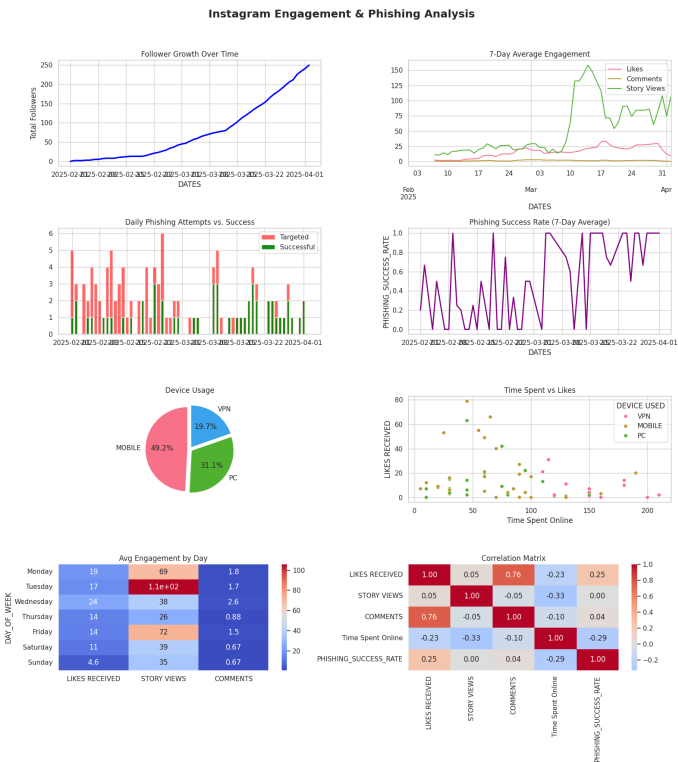 Instagram Engagement & Phishing Analysis
Follower Growth Over Time
Total Followers
250
200
150
100
50
0
2025-03-22 2025-04-01
DATES
7-Day Average Engagement
Likes
Comments
Story Views
150
125
100
75
50
25
0
03 10 17 24 03 10 17 24 31
Feb Mar Apr
2025
DATES
Daily Phishing Attempts vs. Success
Targeted
Successful
6
5
4
3
2
1
0
2025-03-22 2025-04-01
DATES
Phishing Success Rate (7-Day Average)
PHISHING_SUCCESS_RATE
1.0
0.8
0.6
0.4
0.2
0.0
2025-03-22 2025-04-01
DATES
Device Usage
VPN
19.7%
MOBILE
49.2%
31.1%
PC
Time Spent vs Likes
DEVICE USED
VPN
MOBILE
PC
LIKES RECEIVED
80
60
40
20
0
0 50 100 150 200
Time Spent Online
Avg Engagement by Day
DAY_OF_WEEK
Monday 19 69 1.8
Tuesday 17 1.1e+02 1.7
Wednesday 24 38 2.6
Thursday 14 26 0.88
Friday 14 72 1.5
Saturday 11 39 0.67
Sunday 4.6 35 0.67
LIKES RECEIVED STORY VIEWS COMMENTS
100
80
60
40
20
Correlation Matrix
LIKES RECEIVED 1.00 0.05 0.76 -0.23 0.25
STORY VIEWS 0.05 1.00 -0.05 -0.33 0.00
COMMENTS 0.76 -0.05 1.00 -0.10 0.04
Time Spent Online -0.23 -0.33 -0.10 1.00 -0.29
PHISHING_SUCCESS_RATE 0.25 0.00 0.04 -0.29 1.00
LIKES RECEIVED
STORY VIEWS
COMMENTS
Time Spent Online
PHISHING_SUCCESS_RATE
1.0
0.8
0.6
0.4
0.2
0.0
−0.2